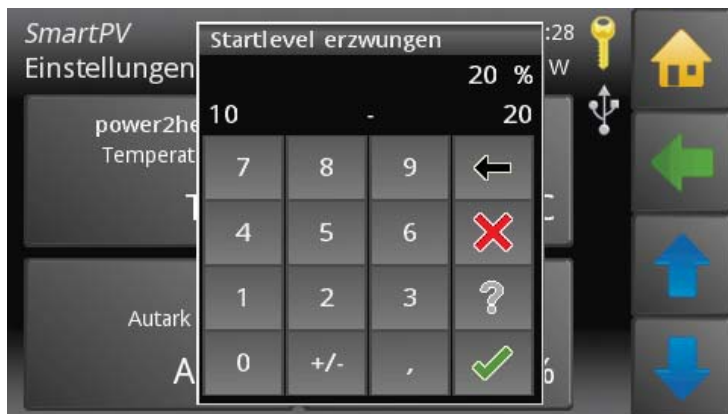 SmartPV
Einstellungen
:28
W
power2he
Temperat
T
C
Autark
A
%
Startlevel erzwungen
20 %
10 - 20
7 8 9
4 5 6
1 2 3 ?
0 +/- ,